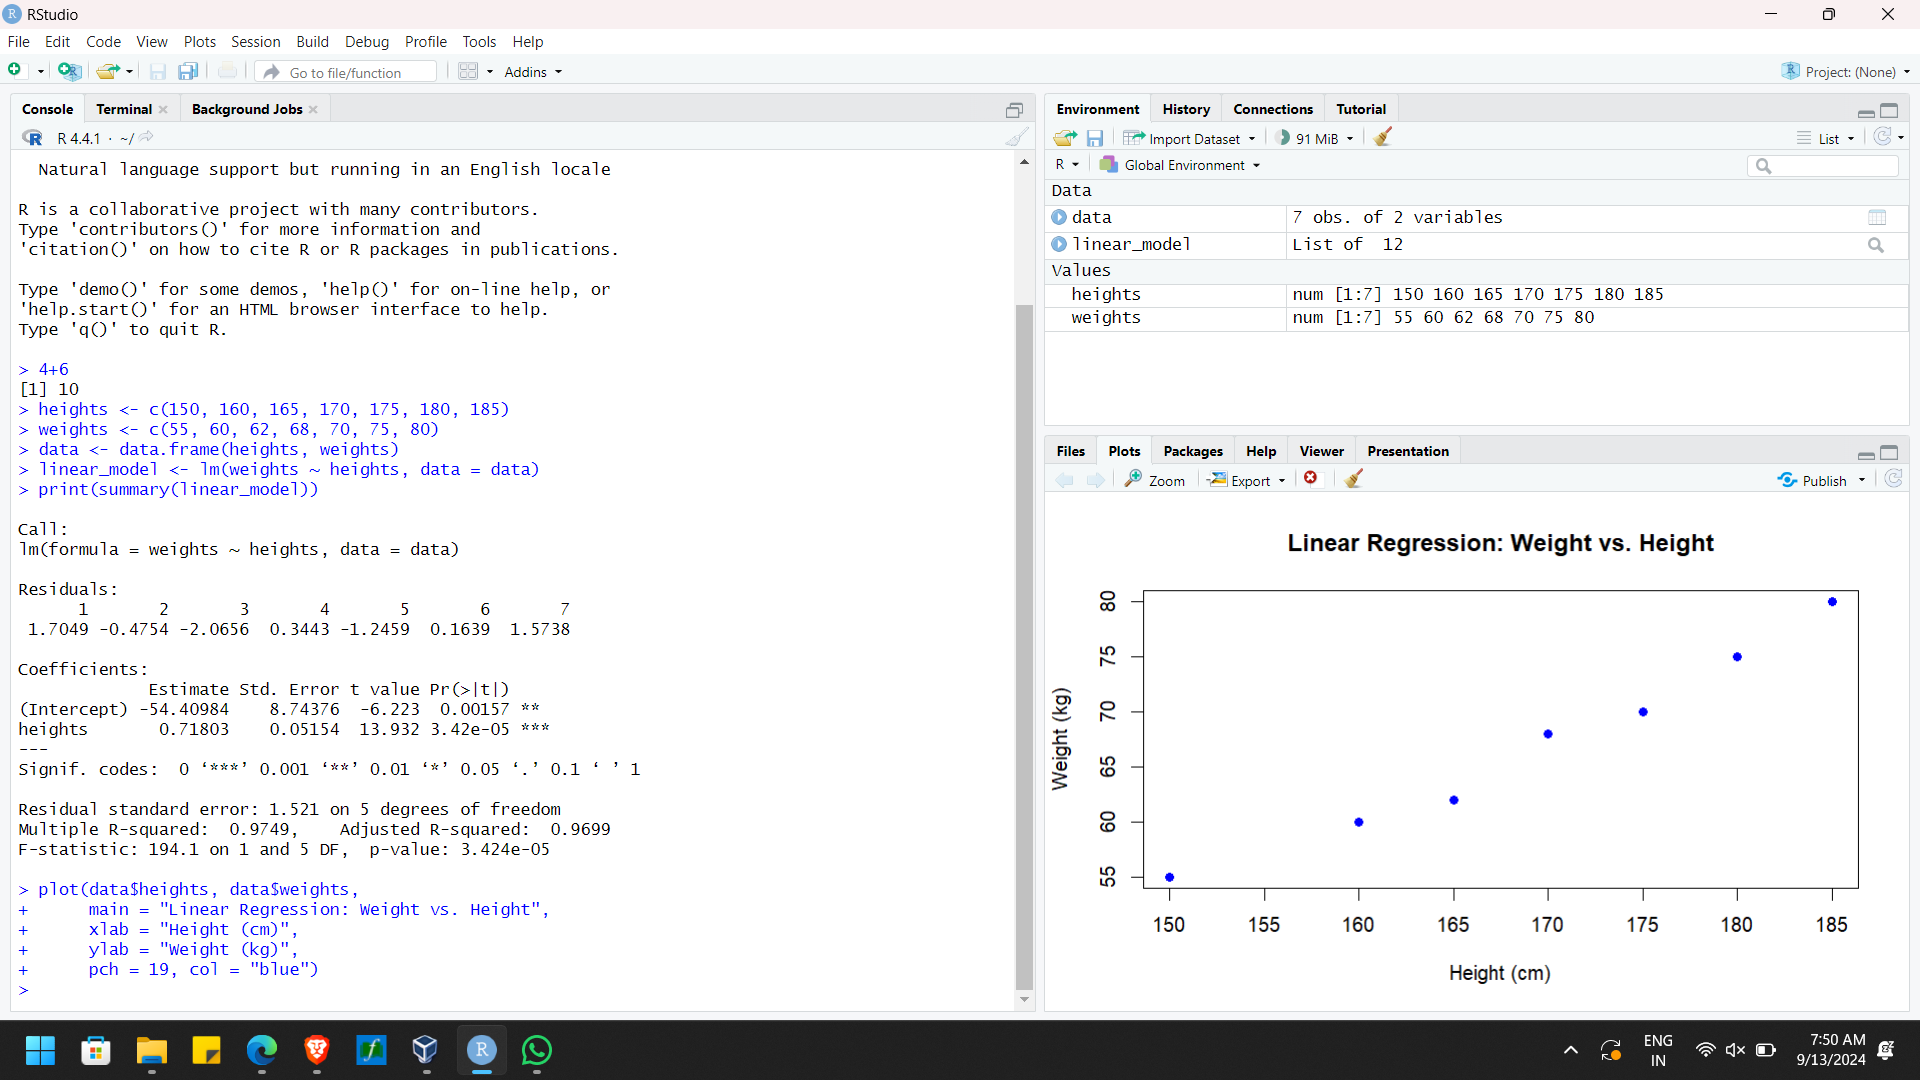 RStudio
File Edit Code View Plots Session Build Debug Profile Tools Help
Go to file/function Addins Project: (None)
Console Terminal Background Jobs
R 4.4.1 · ~/
Natural language support but running in an English locale
R is a collaborative project with many contributors.
Type 'contributors()' for more information and
'citation()' on how to cite R or R packages in publications.
Type 'demo()' for some demos, 'help()' for on-line help, or
'help.start()' for an HTML browser interface to help.
Type 'q()' to quit R.
> 4+6
[1] 10
> heights <- c(150, 160, 165, 170, 175, 180, 185)
> weights <- c(55, 60, 62, 68, 70, 75, 80)
> data <- data.frame(heights, weights)
> linear_model <- lm(weights ~ heights, data = data)
> print(summary(linear_model))
Call:
lm(formula = weights ~ heights, data = data)
Residuals:
1 2 3 4 5 6 7
1.7049 -0.4754 -2.0656 0.3443 -1.2459 0.1639 1.5738
Coefficients:
Estimate Std. Error t value Pr(>|t|)
(Intercept) -54.40984 8.74376 -6.223 0.00157 **
heights 0.71803 0.05154 13.932 3.42e-05 ***
---
Signif. codes: 0 ‘***’ 0.001 ‘**’ 0.01 ‘*’ 0.05 ‘.’ 0.1 ‘ ’ 1
Residual standard error: 1.521 on 5 degrees of freedom
Multiple R-squared: 0.9749, Adjusted R-squared: 0.9699
F-statistic: 194.1 on 1 and 5 DF, p-value: 3.424e-05
> plot(data$heights, data$weights,
+ main = "Linear Regression: Weight vs. Height",
+ xlab = "Height (cm)",
+ ylab = "Weight (kg)",
+ pch = 19, col = "blue")
>
Environment History Connections Tutorial
Import Dataset 91 MiB List
R Global Environment
Data
data 7 obs. of 2 variables
linear_model List of 12
Values
heights num [1:7] 150 160 165 170 175 180 185
weights num [1:7] 55 60 62 68 70 75 80
Files Plots Packages Help Viewer Presentation
Zoom Export Publish
Linear Regression: Weight vs. Height
Weight (kg)
80
75
70
65
60
55
150 155 160 165 170 175 180 185
Height (cm)
ENG
IN
7:50 AM
9/13/2024